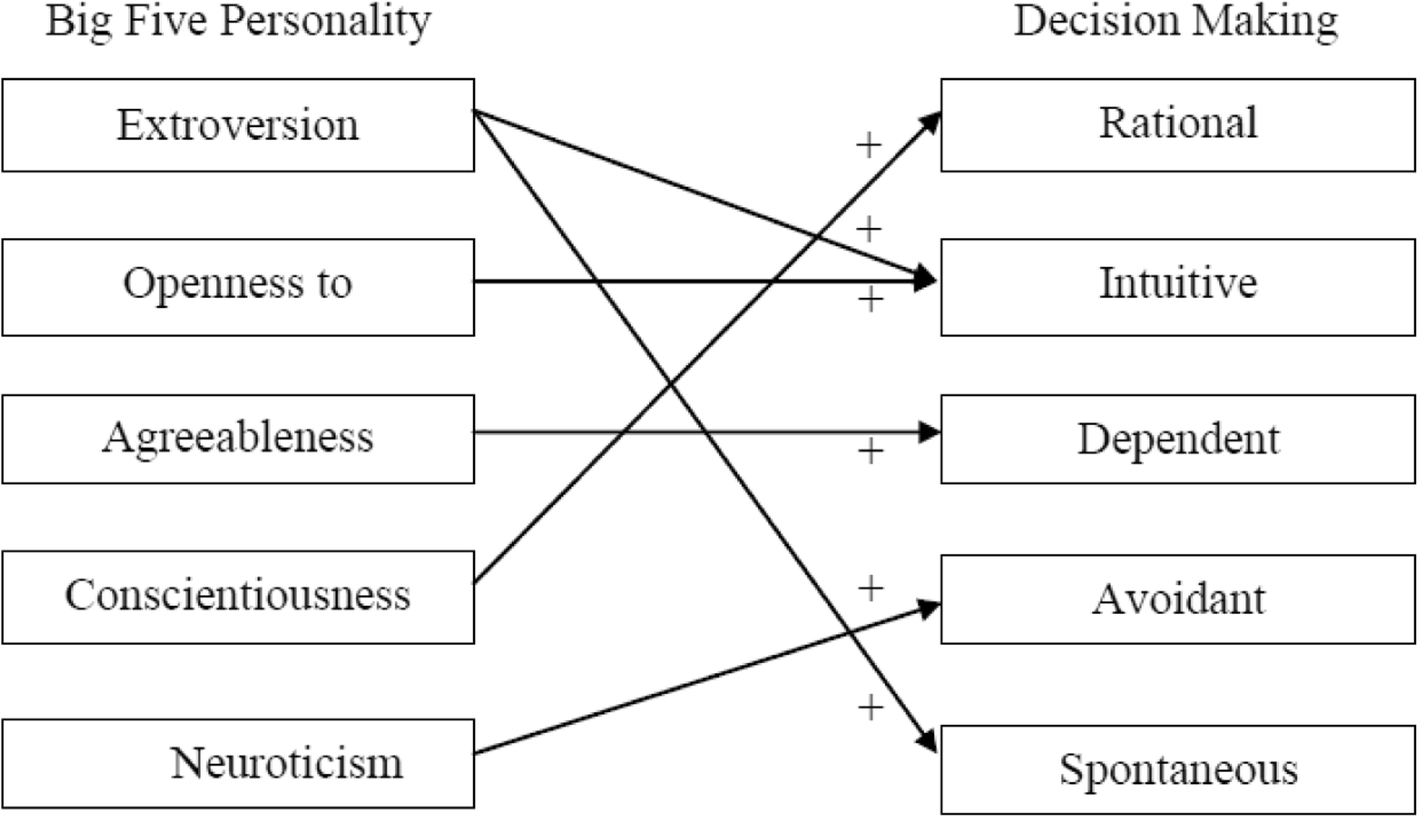 Big Five Personality
Decision Making
Extroversion
Rational
+
+
Openness to
Intuitive
+
Agreeableness
Dependent
+
Conscientiousness
Avoidant
+
+
Neuroticism
Spontaneous